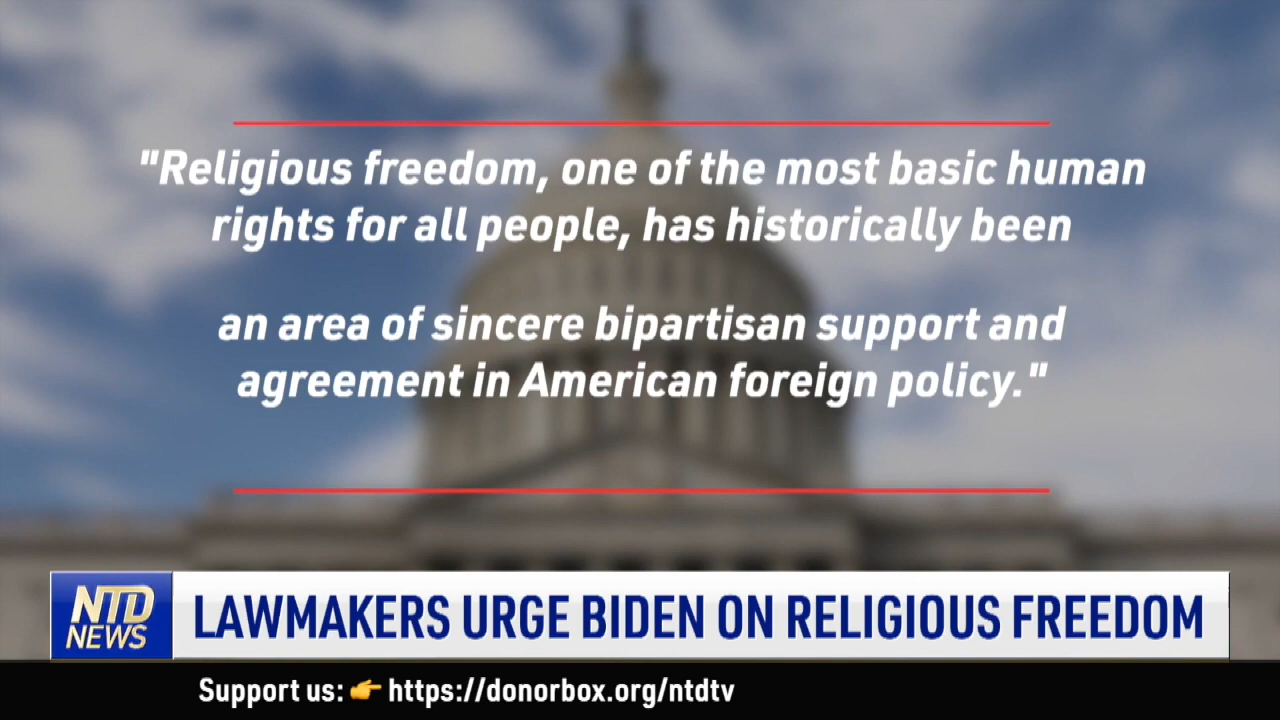 "Religious freedom, one of the most basic human
rights for all people, has historically been
an area of sincere bipartisan support and
agreement in American foreign policy."
NTD
NEWS
LAWMAKERS URGE BIDEN ON RELIGIOUS FREEDOM
Support us: 👉 https://donorbox.org/ntdtv